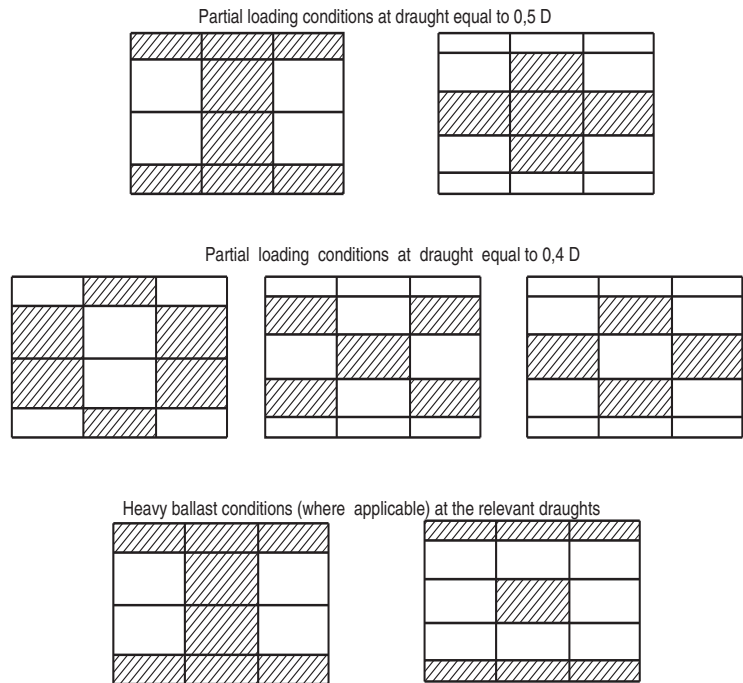 Partial loading conditions at draught equal to 0,5 D
Partial loading conditions at draught equal to 0,4 D
Heavy ballast conditions (where applicable) at the relevant draughts